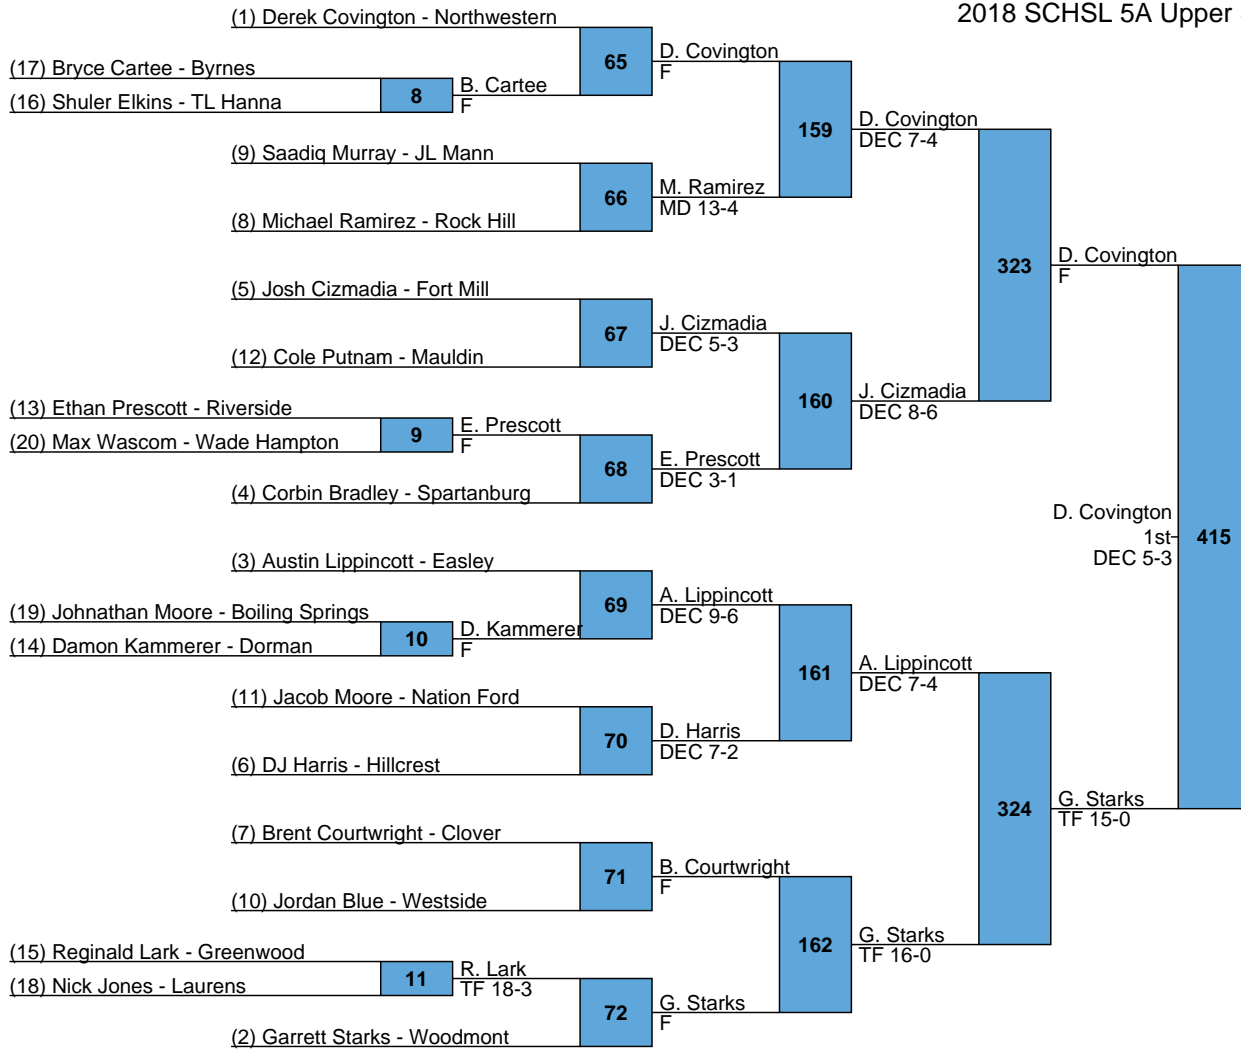 2018 SCHSL 5A Upper
(1) Derek Covington - Northwestern
65
D. Covington
F
(17) Bryce Cartee - Byrnes
8
B. Cartee
F
(16) Shuler Elkins - TL Hanna
159
D. Covington
DEC 7-4
(9) Saadiq Murray - JL Mann
66
M. Ramirez
MD 13-4
(8) Michael Ramirez - Rock Hill
323
D. Covington
F
(5) Josh Cizmadia - Fort Mill
67
J. Cizmadia
DEC 5-3
(12) Cole Putnam - Mauldin
160
J. Cizmadia
DEC 8-6
(13) Ethan Prescott - Riverside
9
E. Prescott
F
(20) Max Wascom - Wade Hampton
68
E. Prescott
DEC 3-1
(4) Corbin Bradley - Spartanburg
D. Covington
1st
DEC 5-3
415
(3) Austin Lippincott - Easley
69
A. Lippincott
DEC 9-6
(19) Johnathan Moore - Boiling Springs
10
D. Kammerer
F
(14) Damon Kammerer - Dorman
161
A. Lippincott
DEC 7-4
(11) Jacob Moore - Nation Ford
70
D. Harris
DEC 7-2
(6) DJ Harris - Hillcrest
324
G. Starks
TF 15-0
(7) Brent Courtwright - Clover
71
B. Courtwright
F
(10) Jordan Blue - Westside
162
G. Starks
TF 16-0
(15) Reginald Lark - Greenwood
11
R. Lark
TF 18-3
(18) Nick Jones - Laurens
72
G. Starks
F
(2) Garrett Starks - Woodmont